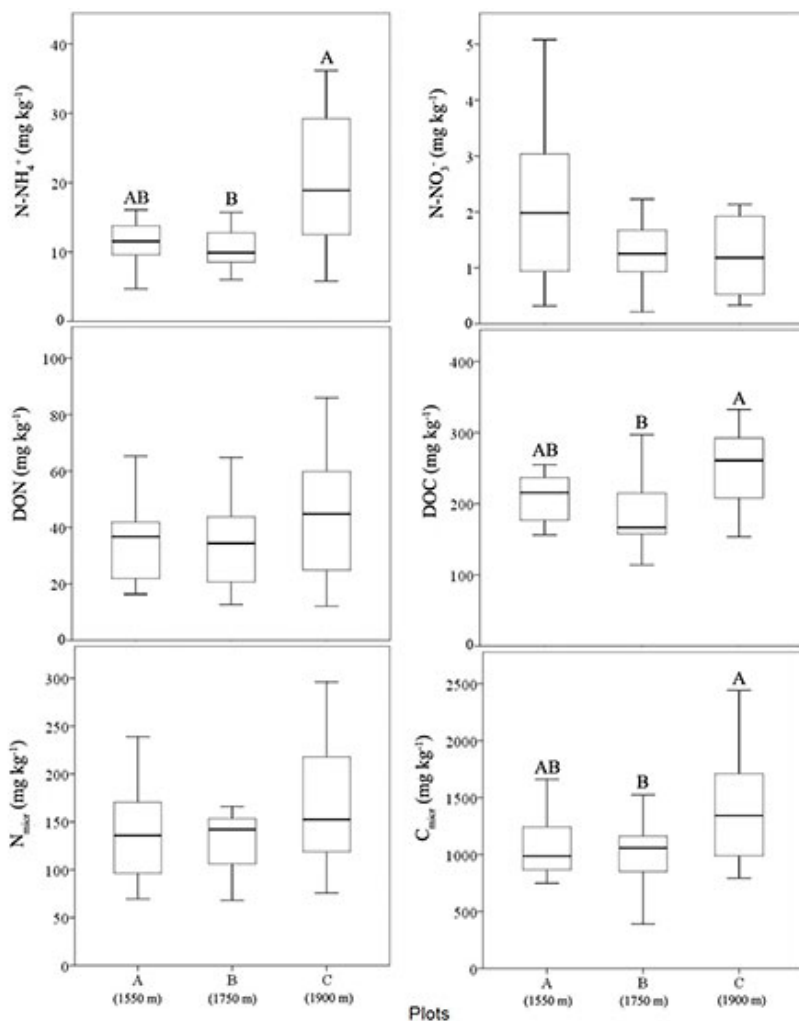 N-NH₄⁺ (mg kg⁻¹)
40
30
20
10
0
AB
B
A
N-NO₃⁻ (mg kg⁻¹)
5
4
3
2
1
0
DON (mg kg⁻¹)
100
80
60
40
20
0
DOC (mg kg⁻¹)
400
300
200
100
0
AB
B
A
N_micr (mg kg⁻¹)
300
250
200
150
100
50
0
C_micr (mg kg⁻¹)
2500
2000
1500
1000
500
0
AB
B
A
A
(1550 m)
B
(1750 m)
C
(1900 m)
A
(1550 m)
B
(1750 m)
C
(1900 m)
Plots